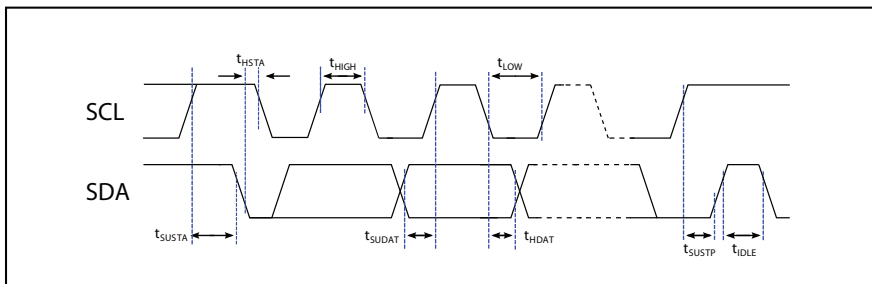 tHSTA tHIGH tLOW
SCL
SDA
tSUSTA tSUDAT tHDAT tSUSTP tIDLE